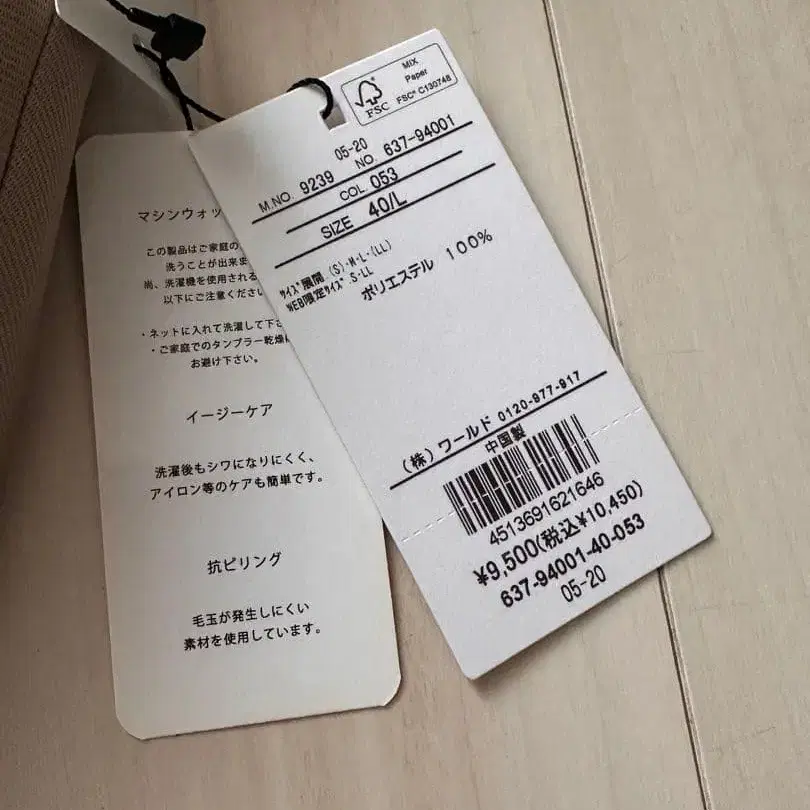 マシンウォッ
この製品はご家庭の
洗うことが出来ま
尚、洗濯機を使用される
以下にご注意ください
・ネットに入れて洗濯して下さ
・ご家庭でのタンブラー乾燥
お避け下さい。
イージーケア
洗濯後もシワになりにくく、
アイロン等のケアも簡単です。
抗ピリング
毛玉が発生しにくい
素材を使用しています。
FSC
MIX
Paper
FSC® C130748
05-20
M.NO. 9239 NO. 637-94001
COL. 053
SIZE 40/L
サイズ展開 (S)・M・L・(LL)
WEB限定サイズ S・LL
ポリエステル 100%
(株) ワールド 0120-977-917
中国製
4513691621646
¥9,500(税込¥10,450)
637-94001-40-053
05-20